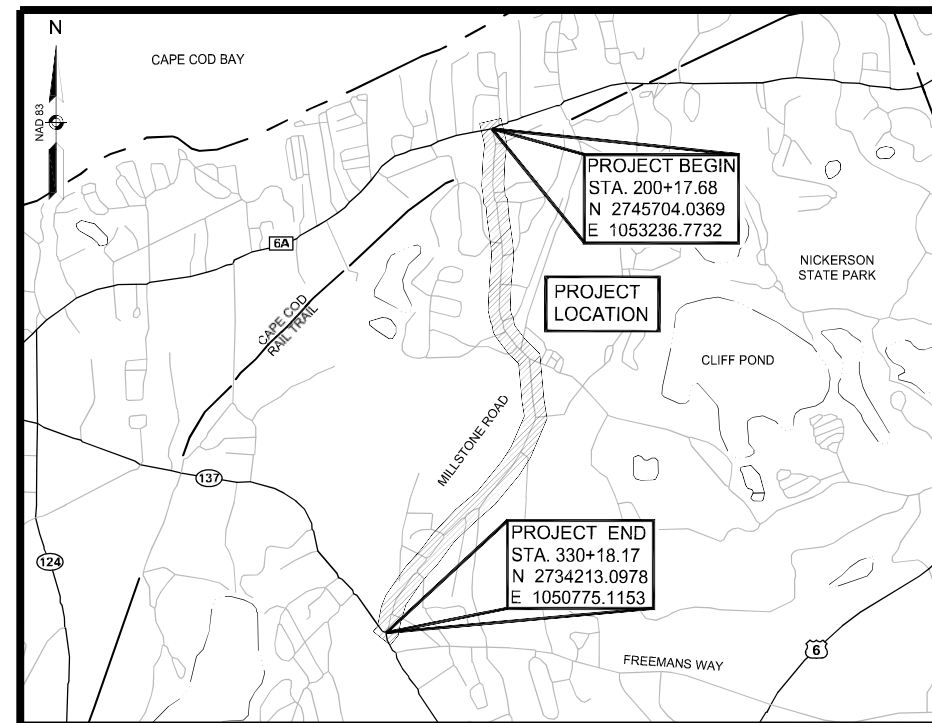 N
NAD 83
CAPE COD BAY
PROJECT BEGIN
STA. 200+17.68
N 2745704.0369
E 1053236.7732
6A
NICKERSON
STATE PARK
PROJECT
LOCATION
CAPE COD
RAIL TRAIL
CLIFF POND
MILLSTONE ROAD
137
PROJECT END
STA. 330+18.17
N 2734213.0978
E 1050775.1153
124
FREEMANS WAY
6